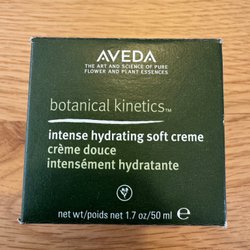 AVEDA
THE ART AND SCIENCE OF PURE
FLOWER AND PLANT ESSENCES
botanical kinetics™
intense hydrating soft creme
crème douce
intensément hydratante
net wt/poids net 1.7 oz/50 ml ℮